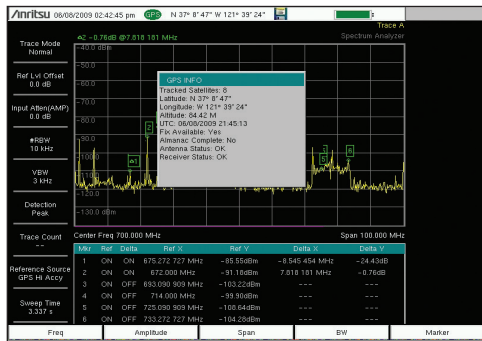 Anritsu 06/08/2009 02:42:45 pm GPS N 37° 8' 47" W 121° 39' 24"
Trace A
Δ2 -0.76dB @7.818 181 MHz Spectrum Analyzer
Trace Mode
Normal
-40.0 dBm
Ref Lvl Offset
0.0 dB
-60.0
-70.0
Input Atten(AMP)
0.0 dB
#RBW
10 kHz
-90.0
-100.0
VBW
3 kHz
Detection
Peak
-130.0 dBm
Trace Count
--
Reference Source
GPS Hi Accy
Sweep Time
3.337 s
GPS INFO
Tracked Satellites: 8
Latitude: N 37° 8' 47"
Longitude: W 121° 39' 24"
Altitude: 84.42 M
UTC: 06/08/2009 21:45:13
Fix Available: Yes
Almanac Complete: No
Antenna Status: OK
Receiver Status: OK
2
Δ1
5
6
Center Freq 700.000 MHz Span 100.000 MHz
Mkr Ref Delta Ref X Ref Y Delta X Delta Y
1 ON ON 675.272 727 MHz -85.55dBm -8.545 454 MHz -24.43dB
2 ON ON 672.000 MHz -91.18dBm 7.818 181 MHz -0.76dB
3 ON OFF 693.090 909 MHz -103.22dBm --- ---
4 ON OFF 714.000 MHz -99.90dBm --- ---
5 ON OFF 725.090 909 MHz -108.64dBm --- ---
6 ON OFF 733.272 727 MHz -104.28dBm --- ---
Freq Amplitude Span BW Marker